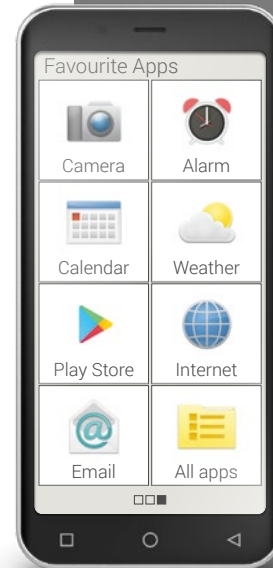 Favourite Apps
Camera Alarm
Calendar Weather
Play Store Internet
Email All apps